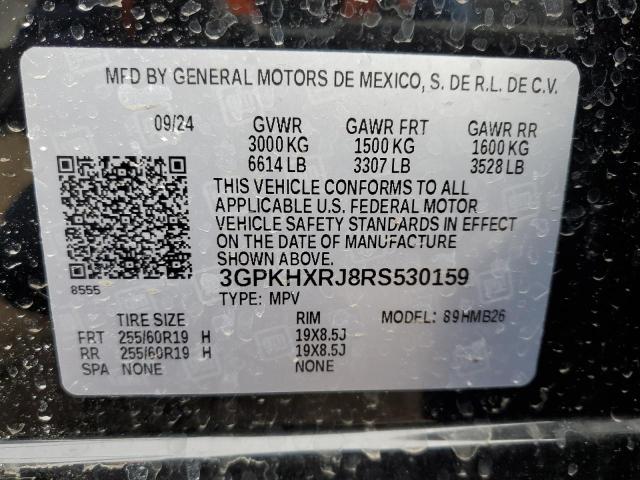 MFD BY GENERAL MOTORS DE MEXICO, S. DE R.L. DE C.V.
09/24 GVWR GAWR FRT GAWR RR
3000 KG 1500 KG 1600 KG
6614 LB 3307 LB 3528 LB
THIS VEHICLE CONFORMS TO ALL
APPLICABLE U.S. FEDERAL MOTOR
VEHICLE SAFETY STANDARDS IN EFFECT
ON THE DATE OF MANUFACTURE
SHOWN ABOVE.
3GPKHXRJ8RS530159
8555
TYPE: MPV
TIRE SIZE RIM MODEL: 89HMB26
FRT 255/60R19 H 19X8.5J
RR 255/60R19 H 19X8.5J
SPA NONE NONE